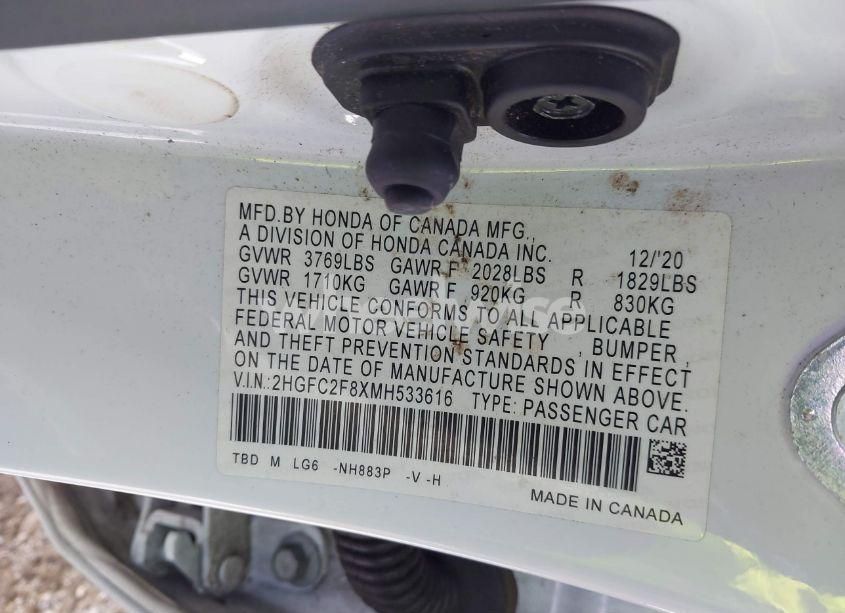 MFD.BY HONDA OF CANADA MFG.,
A DIVISION OF HONDA CANADA INC. 12/'20
GVWR 3769LBS GAWR F 2028LBS R 1829LBS
GVWR 1710KG GAWR F 920KG R 830KG
THIS VEHICLE CONFORMS TO ALL APPLICABLE
FEDERAL MOTOR VEHICLE SAFETY , BUMPER,
AND THEFT PREVENTION STANDARDS IN EFFECT
ON THE DATE OF MANUFACTURE SHOWN ABOVE.
V.I.N.: 2HGFC2F8XMH533616 TYPE: PASSENGER CAR
TBD M LG6 -NH883P -V -H
MADE IN CANADA